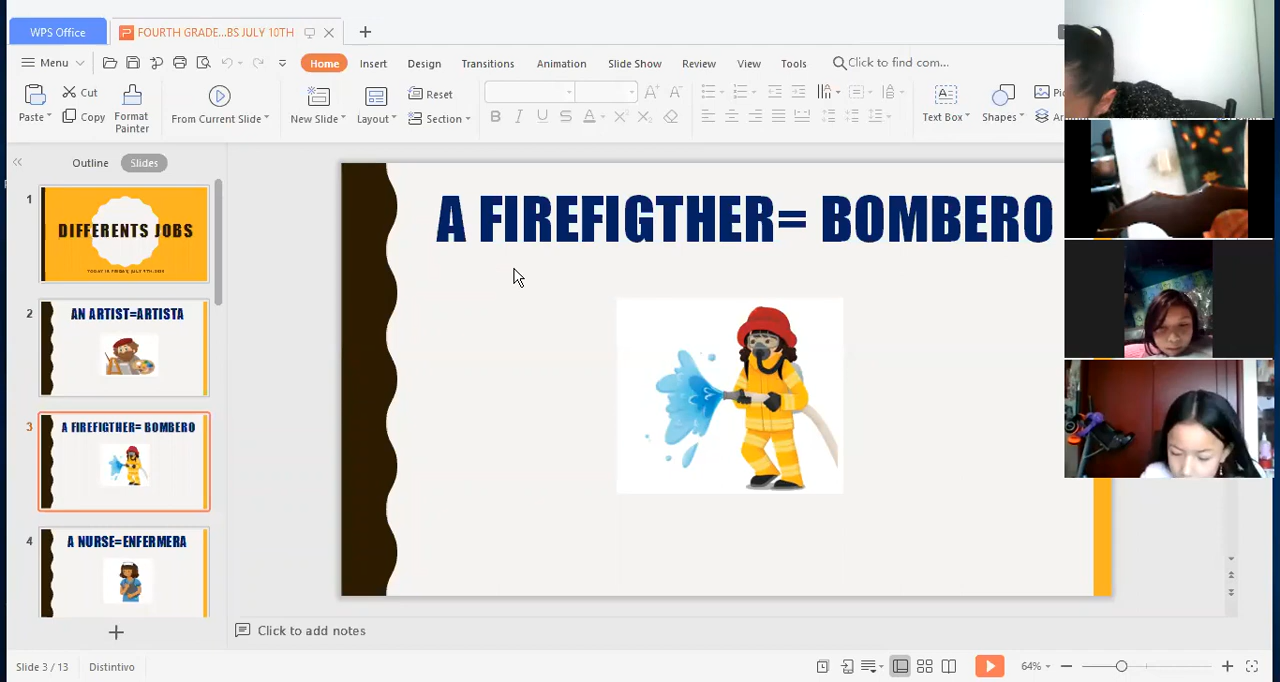 WPS Office
FOURTH GRADE...BS JULY 10TH
Menu
Home
Insert
Design
Transitions
Animation
Slide Show
Review
View
Tools
Click to find com...
Paste
Cut
Copy
Format
Painter
From Current Slide
New Slide
Layout
Reset
Section
B I U S A
Text Box
Shapes
Outline
Slides
1
DIFFERENTS JOBS
2
AN ARTIST=ARTISTA
3
A FIREFIGTHER= BOMBERO
4
A NURSE=ENFERMERA
A FIREFIGTHER= BOMBERO
Click to add notes
Slide 3 / 13
Distintivo
64%